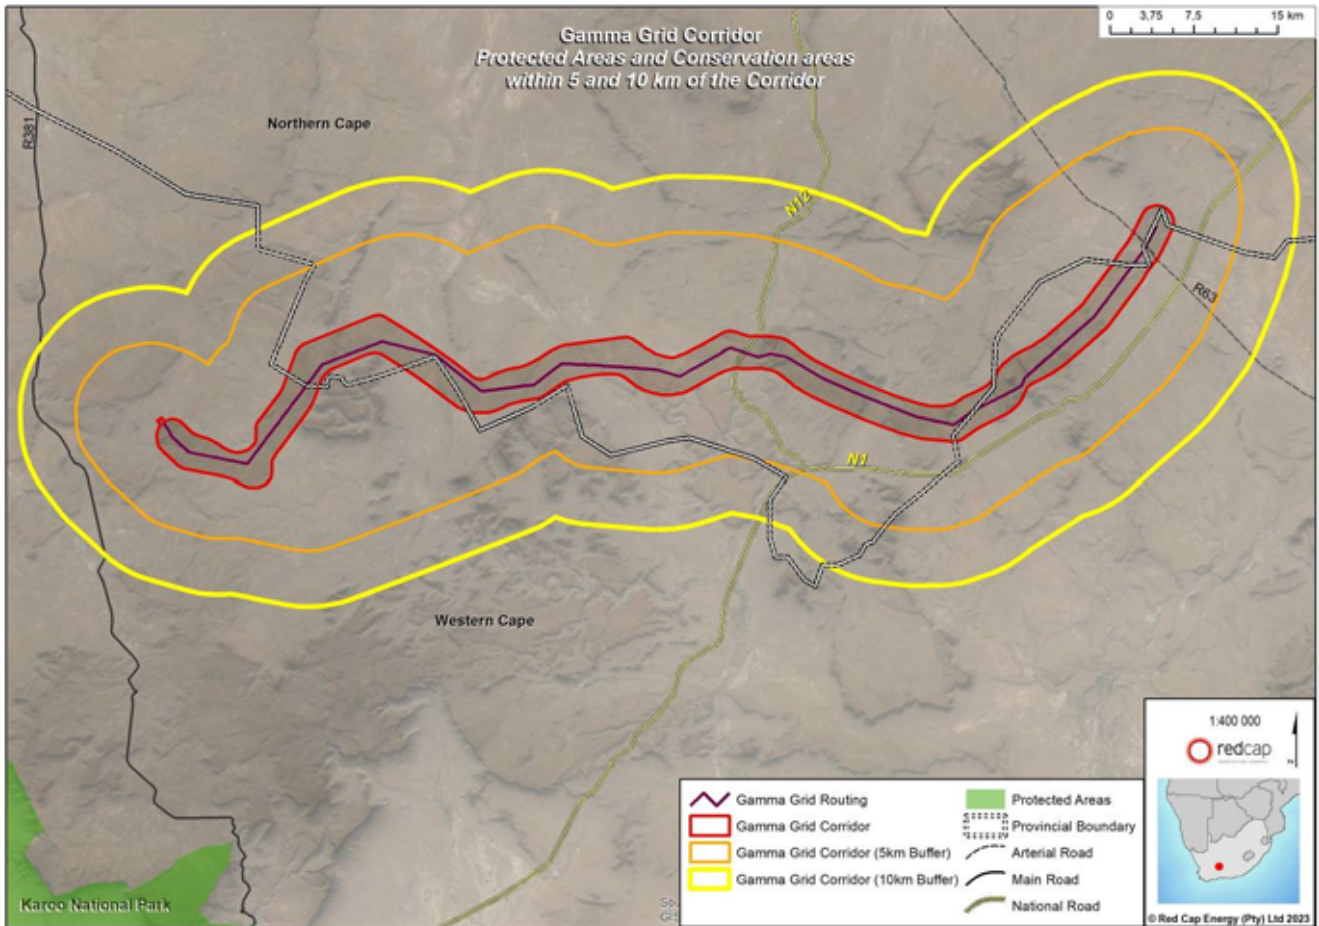 0 3,75 7,5 15 km
Gamma Grid Corridor
Protected Areas and Conservation areas
within 5 and 10 km of the Corridor
Northern Cape
R381
N12
R63
N1
Western Cape
1:400 000
redcap
N
Gamma Grid Routing
Gamma Grid Corridor
Gamma Grid Corridor (5km Buffer)
Gamma Grid Corridor (10km Buffer)
Protected Areas
Provincial Boundary
Arterial Road
Main Road
National Road
Karoo National Park
© Red Cap Energy (Pty) Ltd 2023